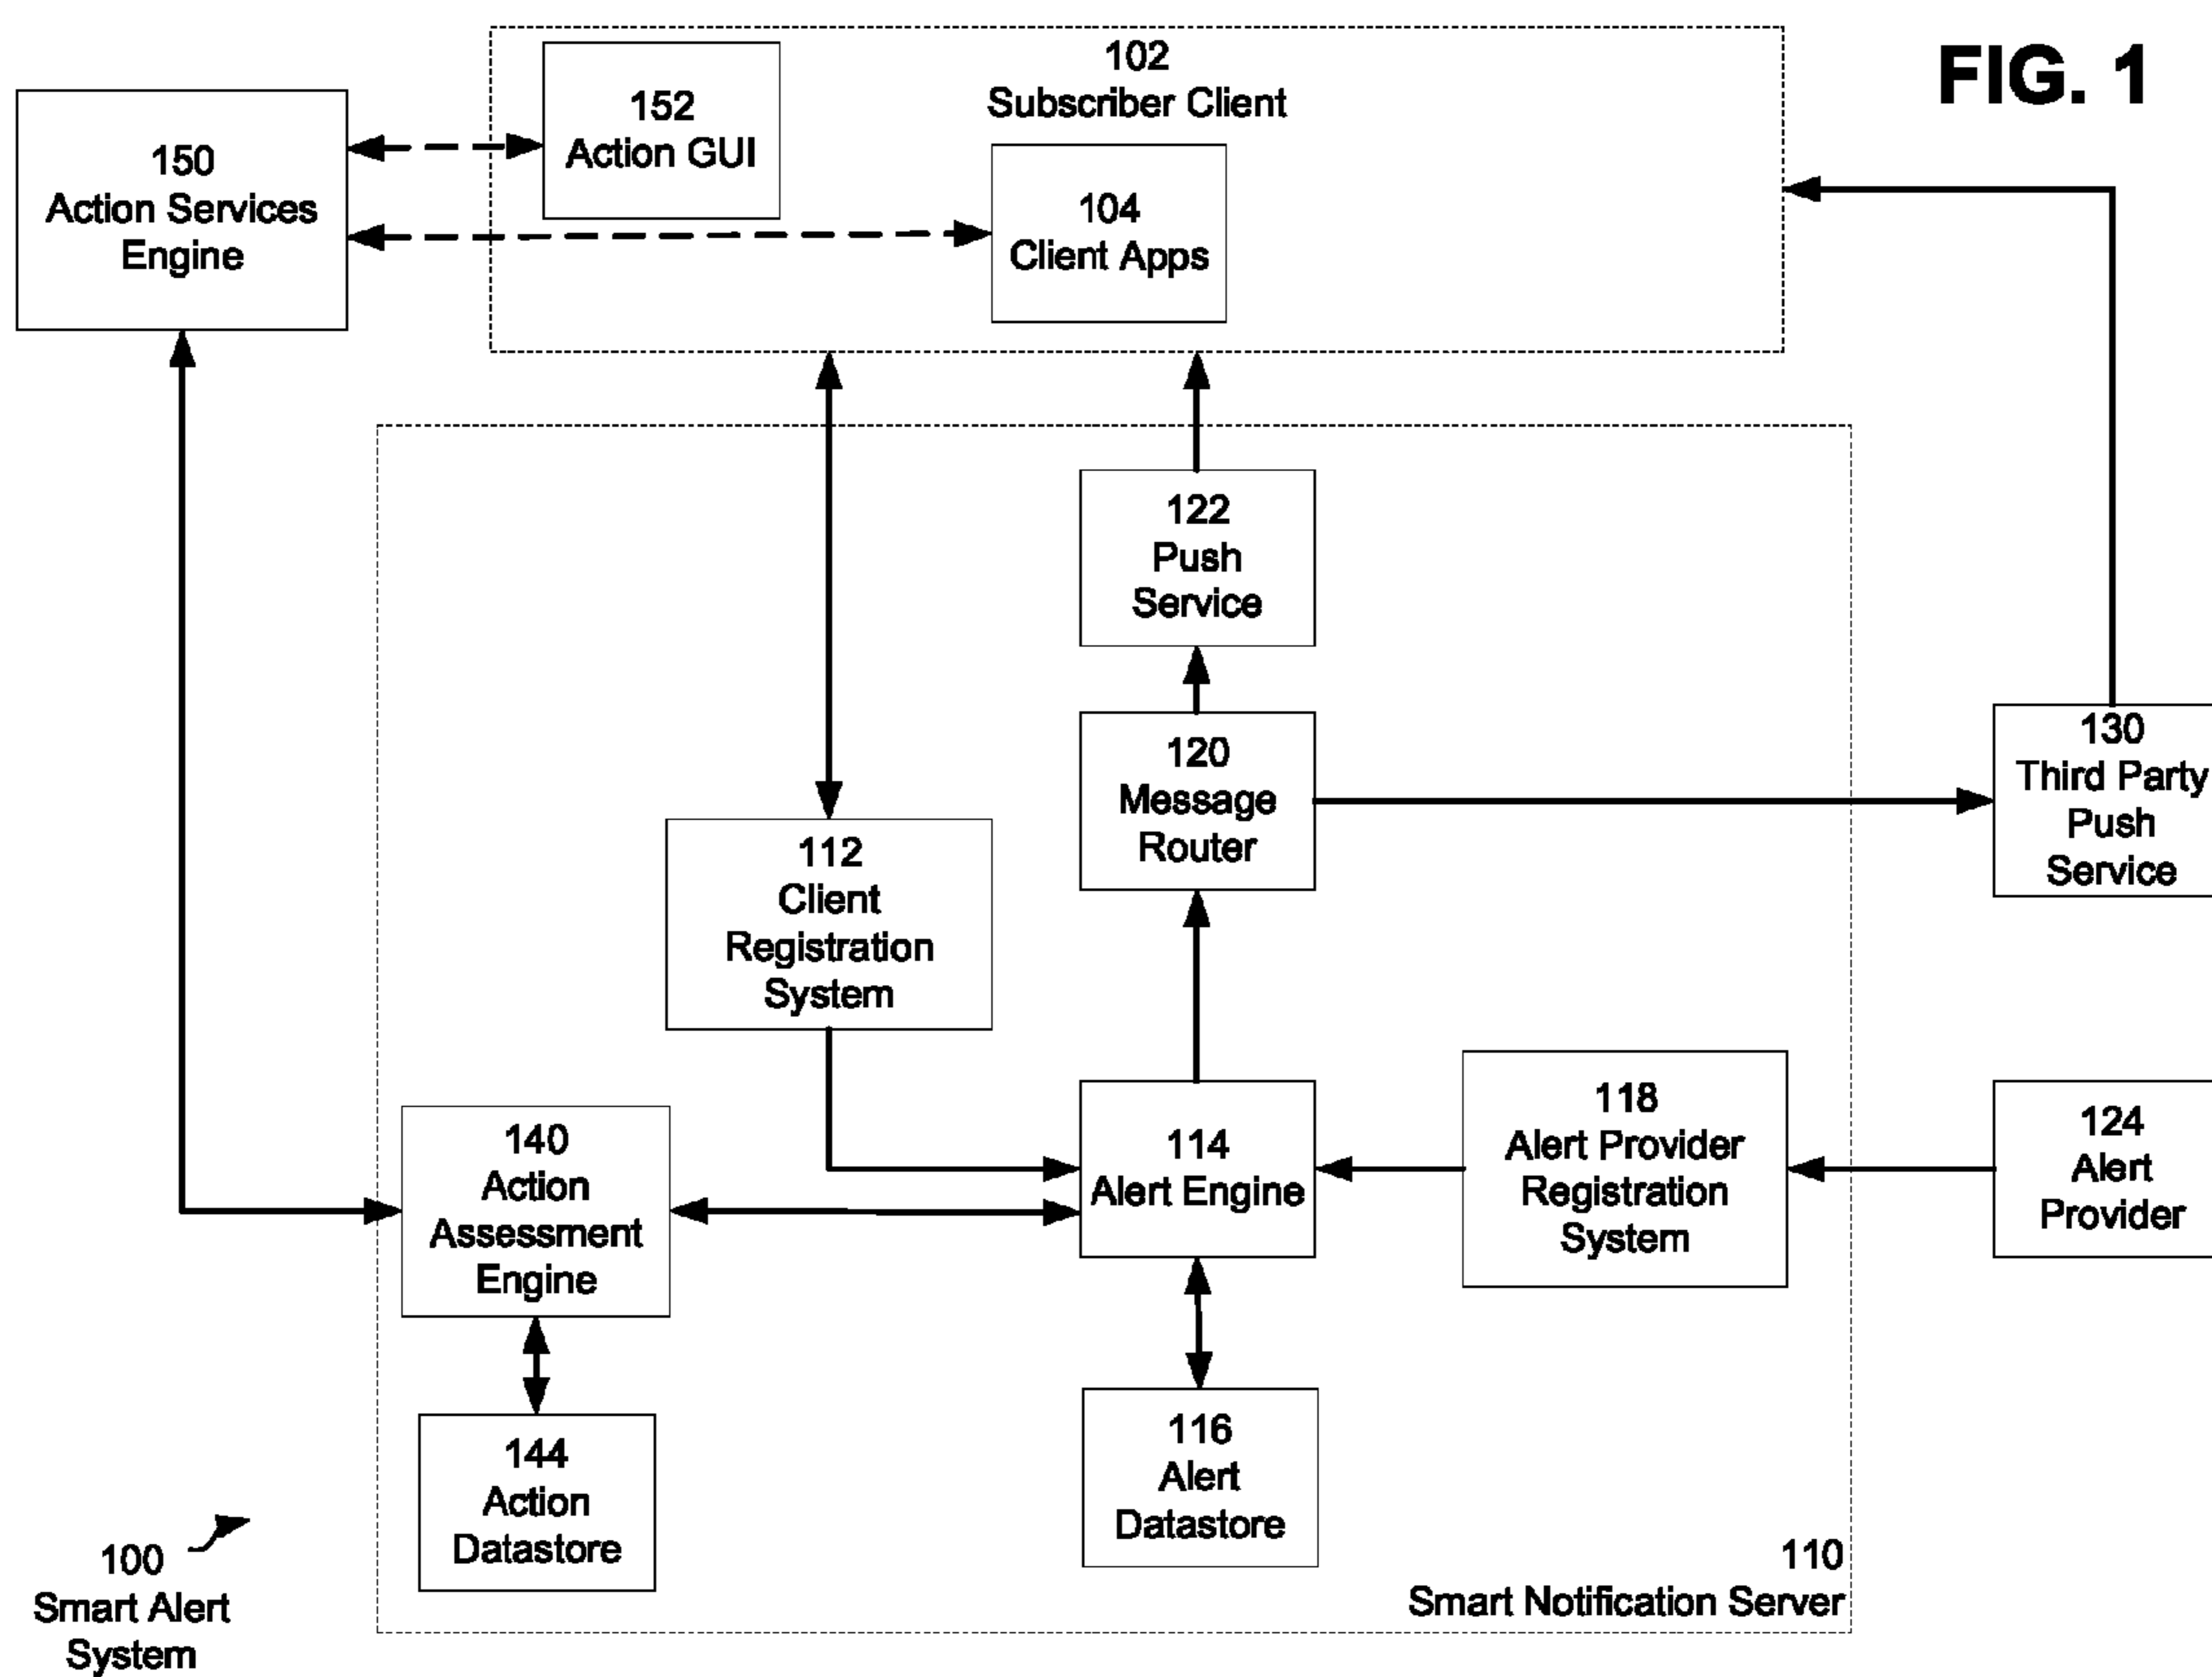 FIG. 1
102
Subscriber Client
152
Action GUI
150
Action Services
Engine
104
Client Apps
122
Push
Service
120
Message
Router
130
Third Party
Push
Service
112
Client
Registration
System
118
Alert Provider
Registration
System
124
Alert
Provider
114
Alert Engine
140
Action
Assessment
Engine
144
Action
Datastore
116
Alert
Datastore
100
Smart Alert
System
110
Smart Notification Server